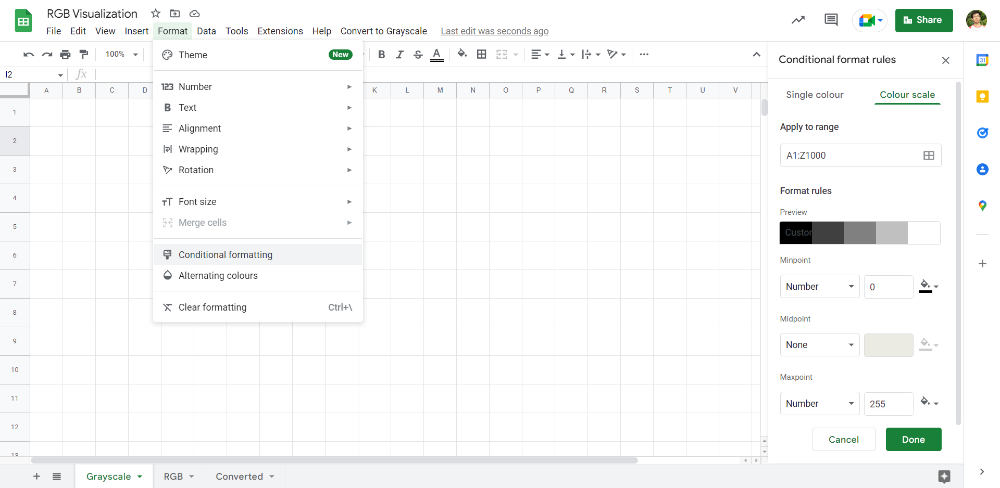 RGB Visualization
File Edit View Insert Format Data Tools Extensions Help Convert to Grayscale Last edit was seconds ago
Share
100%
B I S A
I2
fx
A B C D K L M N O P Q R S T U V
1
2
3
4
5
6
7
8
9
10
11
12
13
Theme New
123 Number
B Text
Alignment
Wrapping
Rotation
Font size
Merge cells
Conditional formatting
Alternating colours
Clear formatting Ctrl+\
Conditional format rules
Single colour Colour scale
Apply to range
A1:Z1000
Format rules
Preview
Custor
Minpoint
Number 0
Midpoint
None
Maxpoint
Number 255
Cancel Done
31
Grayscale RGB Converted